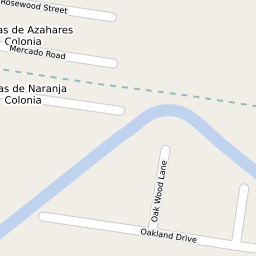 Rosewood Street
as de Azahares
Colonia
Mercado Road
as de Naranja
Colonia
Oak Wood Lane
Oakland Drive